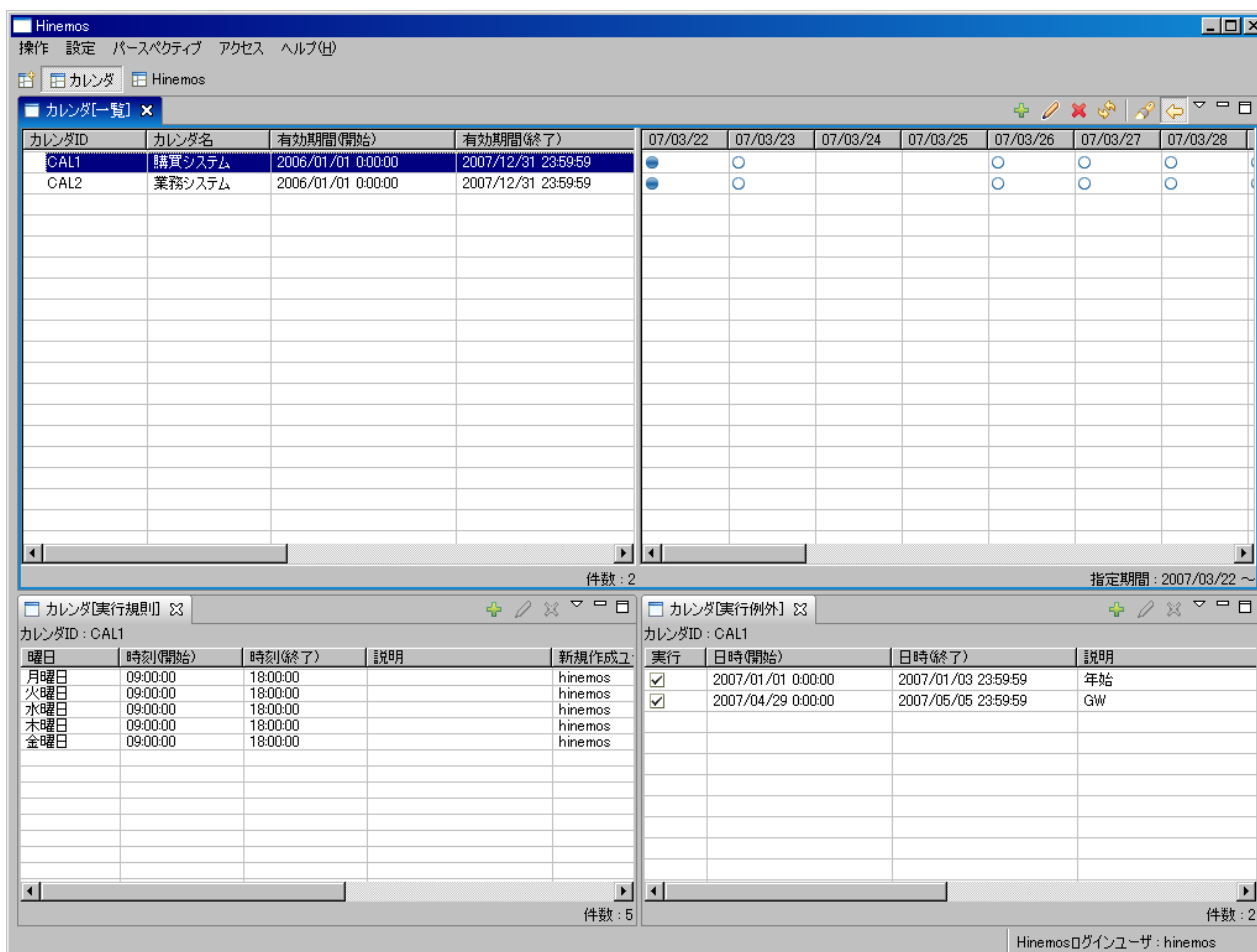 Hinemos
操作 設定 パースペクティブ アクセス ヘルプ(H)
カレンダ Hinemos
カレンダ[一覧]
カレンダID カレンダ名 有効期間(開始) 有効期間(終了) 07/03/22 07/03/23 07/03/24 07/03/25 07/03/26 07/03/27 07/03/28
CAL1 購買システム 2006/01/01 0:00:00 2007/12/31 23:59:59
CAL2 業務システム 2006/01/01 0:00:00 2007/12/31 23:59:59
件数 : 2 指定期間 : 2007/03/22 ～
カレンダ[実行規則]
カレンダID : CAL1
曜日 時刻(開始) 時刻(終了) 説明 新規作成ユ
月曜日 09:00:00 18:00:00 hinemos
火曜日 09:00:00 18:00:00 hinemos
水曜日 09:00:00 18:00:00 hinemos
木曜日 09:00:00 18:00:00 hinemos
金曜日 09:00:00 18:00:00 hinemos
件数 : 5
カレンダ[実行例外]
カレンダID : CAL1
実行 日時(開始) 日時(終了) 説明
2007/01/01 0:00:00 2007/01/03 23:59:59 年始
2007/04/29 0:00:00 2007/05/05 23:59:59 GW
件数 : 2
Hinemosログインユーザ : hinemos